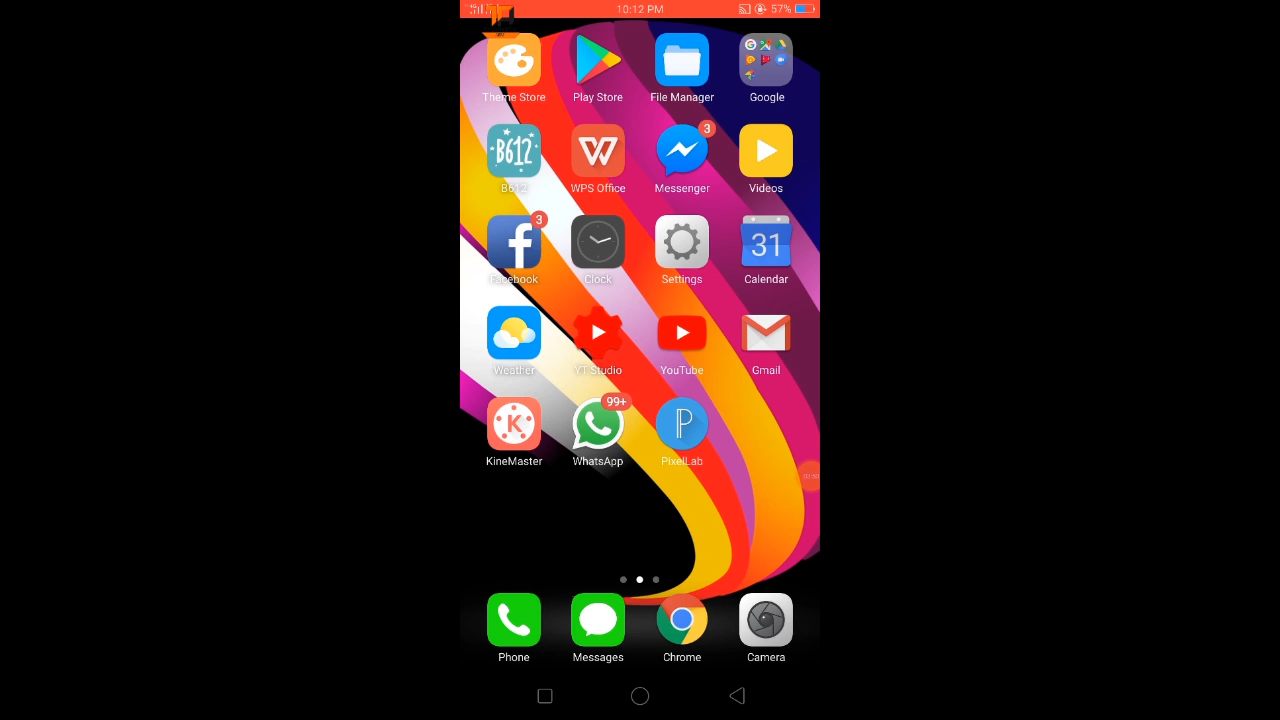 10:12 PM
57%
Theme Store
Play Store
File Manager
Google
B612
WPS Office
3
Messenger
Videos
3
Facebook
Clock
Settings
31
Calendar
Weather
YT Studio
YouTube
Gmail
K
KineMaster
99+
WhatsApp
P
PixelLab
Phone
Messages
Chrome
Camera